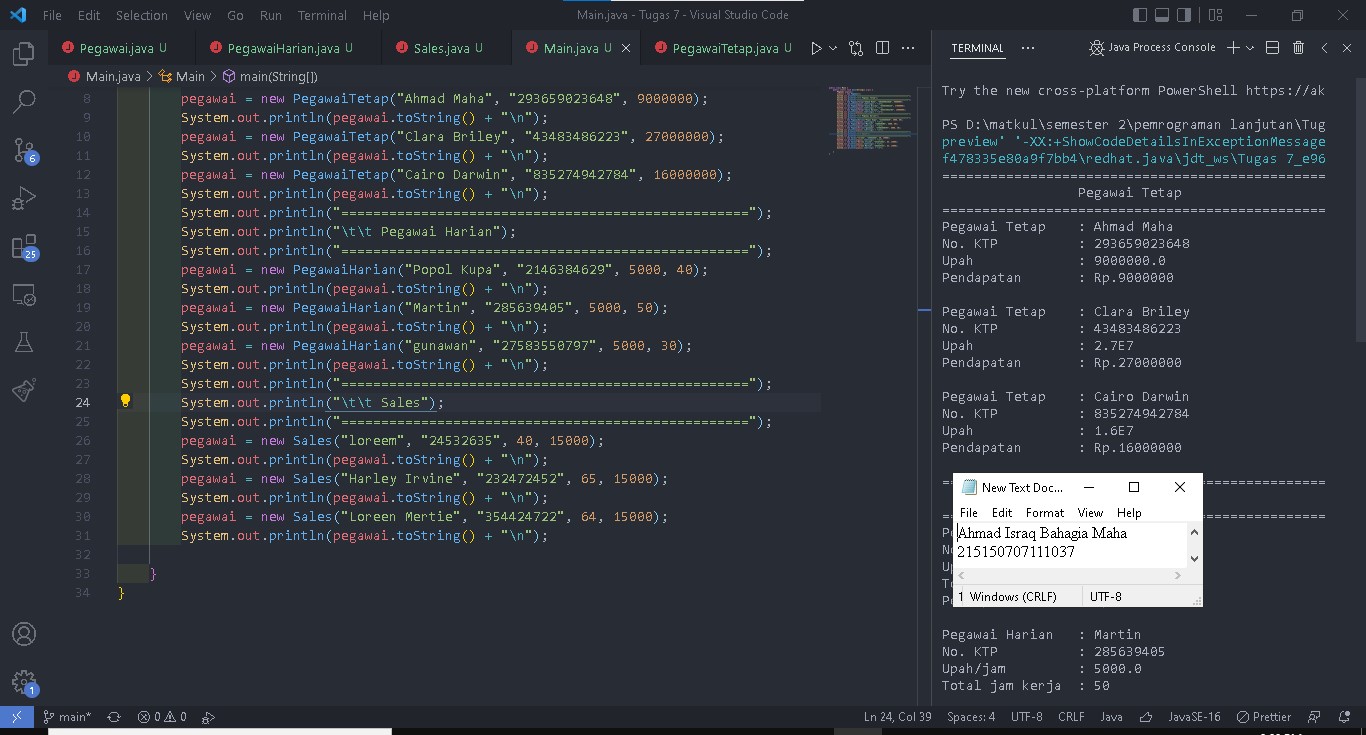 File Edit Selection View Go Run Terminal Help
Main.java - Tugas 7 - Visual Studio Code
Pegawai.java U PegawaiHarian.java U Sales.java U Main.java U PegawaiTetap.java U
Main.java > Main > main(String[])
8 pegawai = new PegawaiTetap("Ahmad Maha", "293659023648", 9000000);
9 System.out.println(pegawai.toString() + "\n");
10 pegawai = new PegawaiTetap("Clara Briley", "43483486223", 27000000);
11 System.out.println(pegawai.toString() + "\n");
12 pegawai = new PegawaiTetap("Cairo Darwin", "835274942784", 16000000);
13 System.out.println(pegawai.toString() + "\n");
14 System.out.println("===================================================");
15 System.out.println("\t\t Pegawai Harian");
16 System.out.println("===================================================");
17 pegawai = new PegawaiHarian("Popol Kupa", "2146384629", 5000, 40);
18 System.out.println(pegawai.toString() + "\n");
19 pegawai = new PegawaiHarian("Martin", "285639405", 5000, 50);
20 System.out.println(pegawai.toString() + "\n");
21 pegawai = new PegawaiHarian("gunawan", "27583550797", 5000, 30);
22 System.out.println(pegawai.toString() + "\n");
23 System.out.println("===================================================");
24 System.out.println("\t\t Sales");
25 System.out.println("===================================================");
26 pegawai = new Sales("loreem", "24532635", 40, 15000);
27 System.out.println(pegawai.toString() + "\n");
28 pegawai = new Sales("Harley Irvine", "232472452", 65, 15000);
29 System.out.println(pegawai.toString() + "\n");
30 pegawai = new Sales("Loreen Mertie", "354424722", 64, 15000);
31 System.out.println(pegawai.toString() + "\n");
32
33 }
34 }
TERMINAL Java Process Console
Try the new cross-platform PowerShell https://ak
PS D:\matkul\semester 2\pemrograman lanjutan\Tug
preview' '-XX:+ShowCodeDetailsInExceptionMessage
f478335e80a9f7bb4\redhat.java\jdt_ws\Tugas 7_e96
================================================
Pegawai Tetap
================================================
Pegawai Tetap : Ahmad Maha
No. KTP : 293659023648
Upah : 9000000.0
Pendapatan : Rp.9000000
Pegawai Tetap : Clara Briley
No. KTP : 43483486223
Upah : 2.7E7
Pendapatan : Rp.27000000
Pegawai Tetap : Cairo Darwin
No. KTP : 835274942784
Upah : 1.6E7
Pendapatan : Rp.16000000
New Text Doc...
File Edit Format View Help
Ahmad Israq Bahagia Maha
215150707111037
1 Windows (CRLF) UTF-8
Pegawai Harian : Martin
No. KTP : 285639405
Upah/jam : 5000.0
Total jam kerja : 50
6
25
1
main* 0 0
Ln 24, Col 39 Spaces: 4 UTF-8 CRLF Java JavaSE-16 Prettier